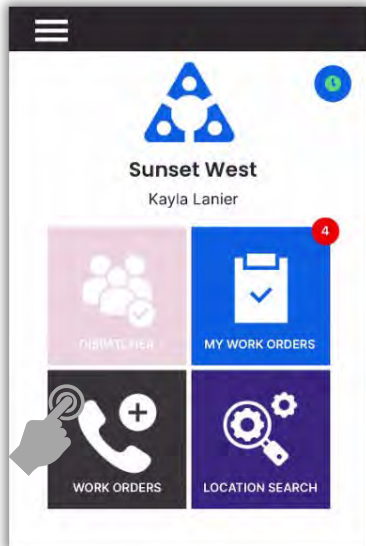 Sunset West
Kayla Lanier
4
DISPATCHER
MY WORK ORDERS
WORK ORDERS
LOCATION SEARCH